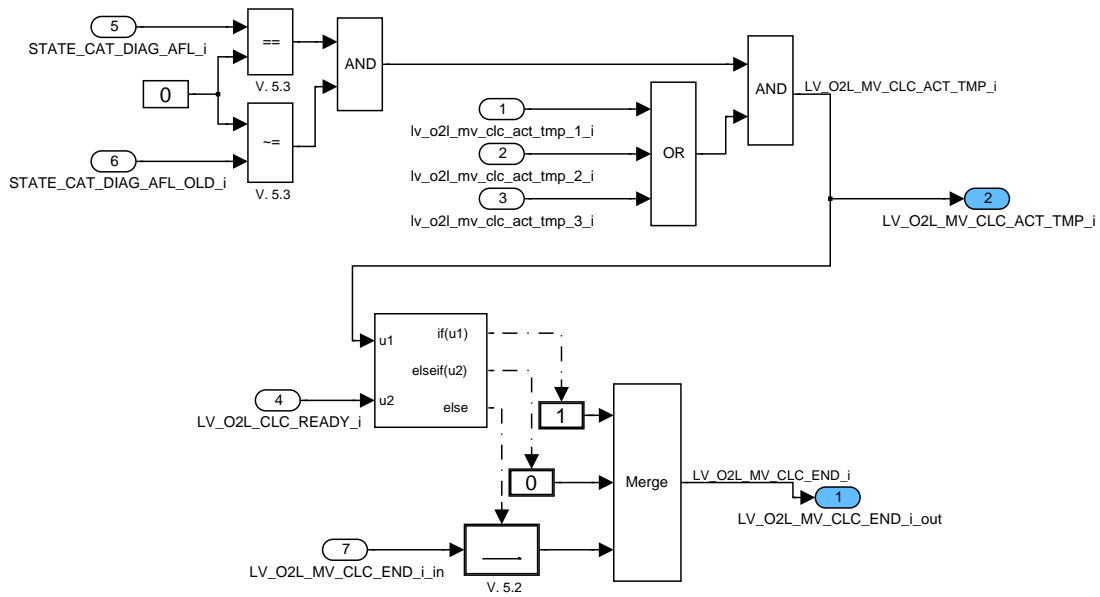 5
STATE_CAT_DIAG_AFL_i
==
V. 5.3
AND
0
~=
V. 5.3
6
STATE_CAT_DIAG_AFL_OLD_i
1
lv_o2l_mv_clc_act_tmp_1_i
2
lv_o2l_mv_clc_act_tmp_2_i
3
lv_o2l_mv_clc_act_tmp_3_i
OR
AND
LV_O2L_MV_CLC_ACT_TMP_i
2
LV_O2L_MV_CLC_ACT_TMP_i
u1
if(u1)
elseif(u2)
u2
else
4
LV_O2L_CLC_READY_i
1
0
Merge
LV_O2L_MV_CLC_END_i
1
LV_O2L_MV_CLC_END_i_out
7
LV_O2L_MV_CLC_END_i_in
V. 5.2